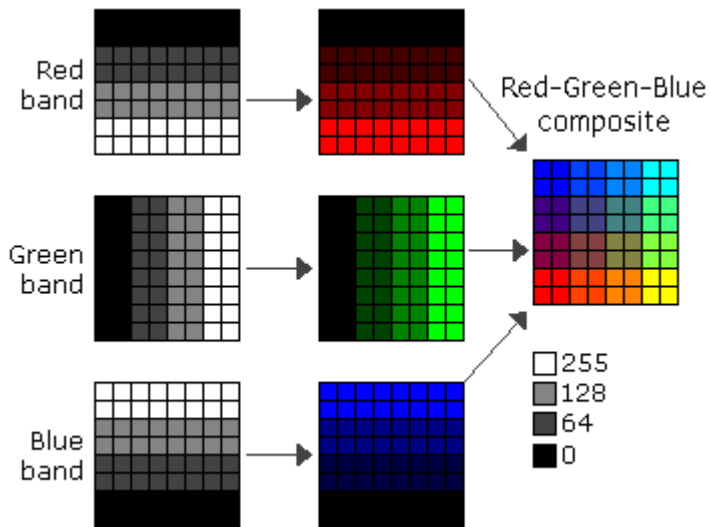 Red
band
Red-Green-Blue
composite
Green
band
255
128
64
0
Blue
band